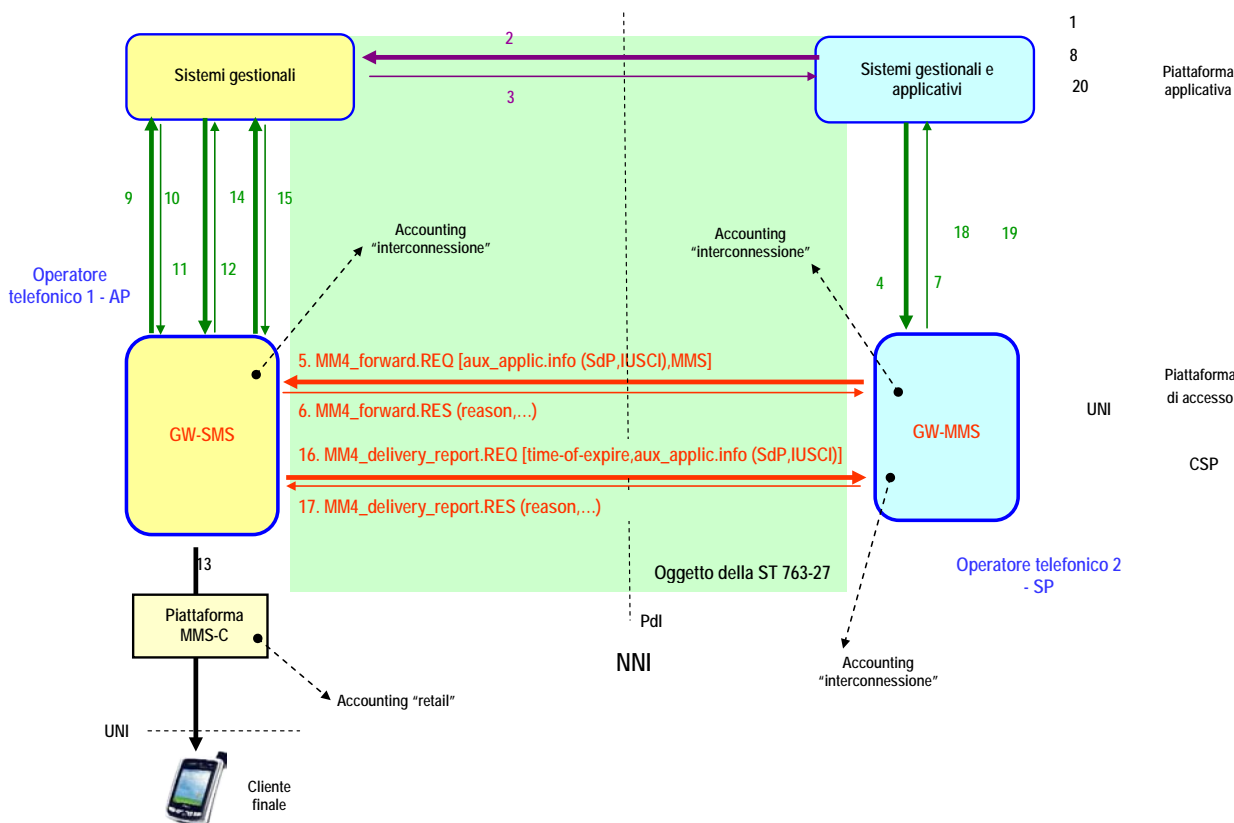 1
2
8
Sistemi gestionali
Sistemi gestionali e
applicativi
20
Piattaforma
applicativa
3
9
10
14
15
11
12
Accounting
“interconnessione”
Accounting
“interconnessione”
18
19
4
7
Operatore
telefonico 1 - AP
5. MM4_forward.REQ [aux_applic.info (SdP,IUSCI),MMS]
6. MM4_forward.RES (reason,…)
GW-SMS
GW-MMS
UNI
Piattaforma
di accesso
16. MM4_delivery_report.REQ [time-of-expire,aux_applic.info (SdP,IUSCI)]
17. MM4_delivery_report.RES (reason,…)
CSP
13
Oggetto della ST 763-27
Operatore telefonico 2
- SP
Piattaforma
MMS-C
PdI
NNI
Accounting
“interconnessione”
Accounting “retail”
UNI
Cliente
finale